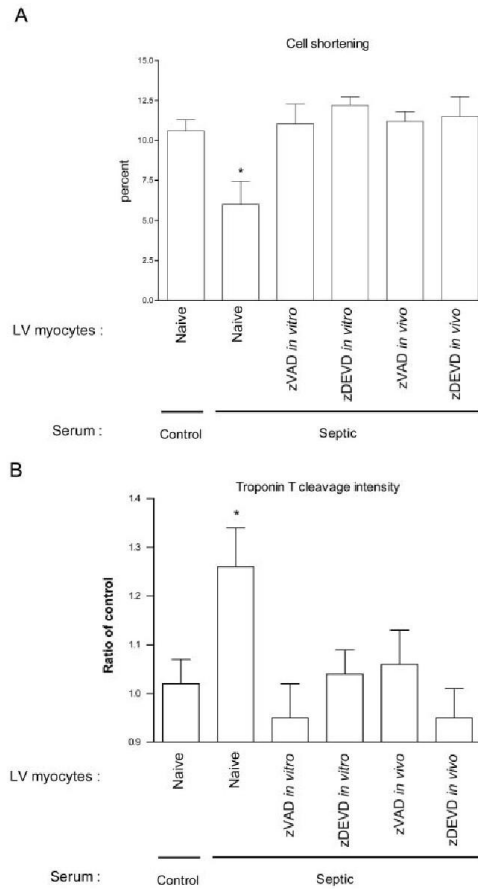 A
Cell shortening
percent
15.0
12.5
10.0
7.5
5.0
2.5
0.0
*
LV myocytes :
Naive
Naive
zVAD in vitro
zDEVD in vitro
zVAD in vivo
zDEVD in vivo
Serum :
Control
Septic
B
Troponin T cleavage intensity
Ratio of control
1.4
1.3
1.2
1.1
1.0
0.9
*
LV myocytes :
Naive
Naive
zVAD in vitro
zDEVD in vitro
zVAD in vivo
zDEVD in vivo
Serum :
Control
Septic